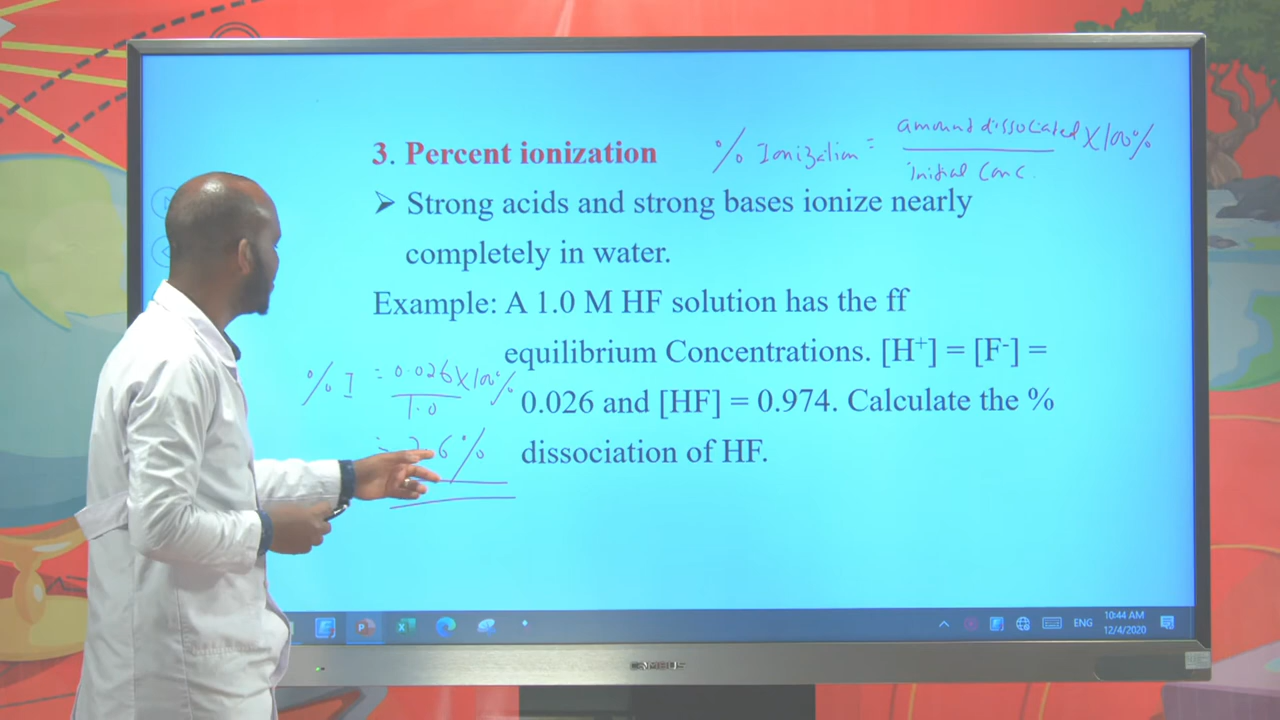 3. Percent ionization
% Ionization = amount dissociated X 100%
initial Conc.
➤ Strong acids and strong bases ionize nearly
completely in water.
Example: A 1.0 M HF solution has the ff
equilibrium Concentrations. [H⁺] = [F⁻] =
0.026 and [HF] = 0.974. Calculate the %
dissociation of HF.
% I = 0.026 X 100%
1.0
= 2.6%
ENG
10:44 AM
12/4/2020